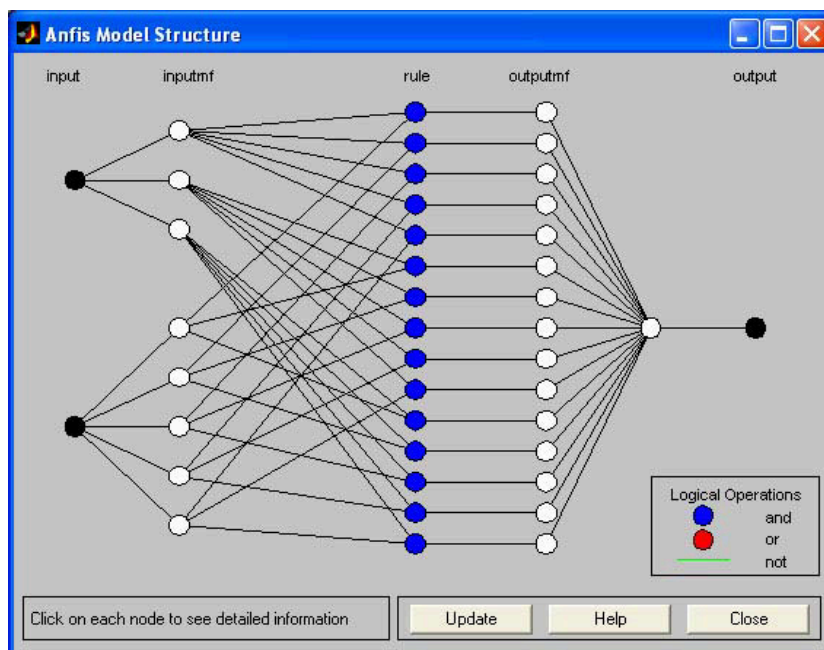 Anfis Model Structure
input inputmf rule outputmf output
Logical Operations
and
or
not
Click on each node to see detailed information
Update Help Close